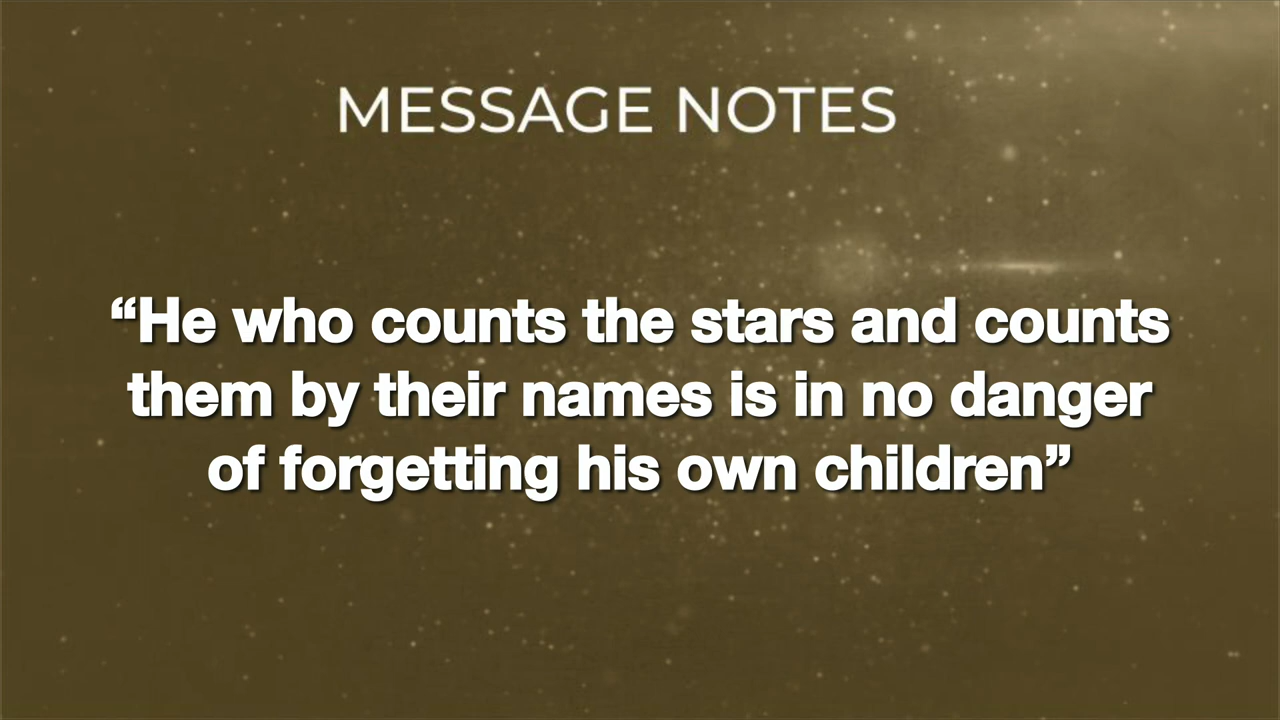 MESSAGE NOTES
“He who counts the stars and counts
them by their names is in no danger
of forgetting his own children”